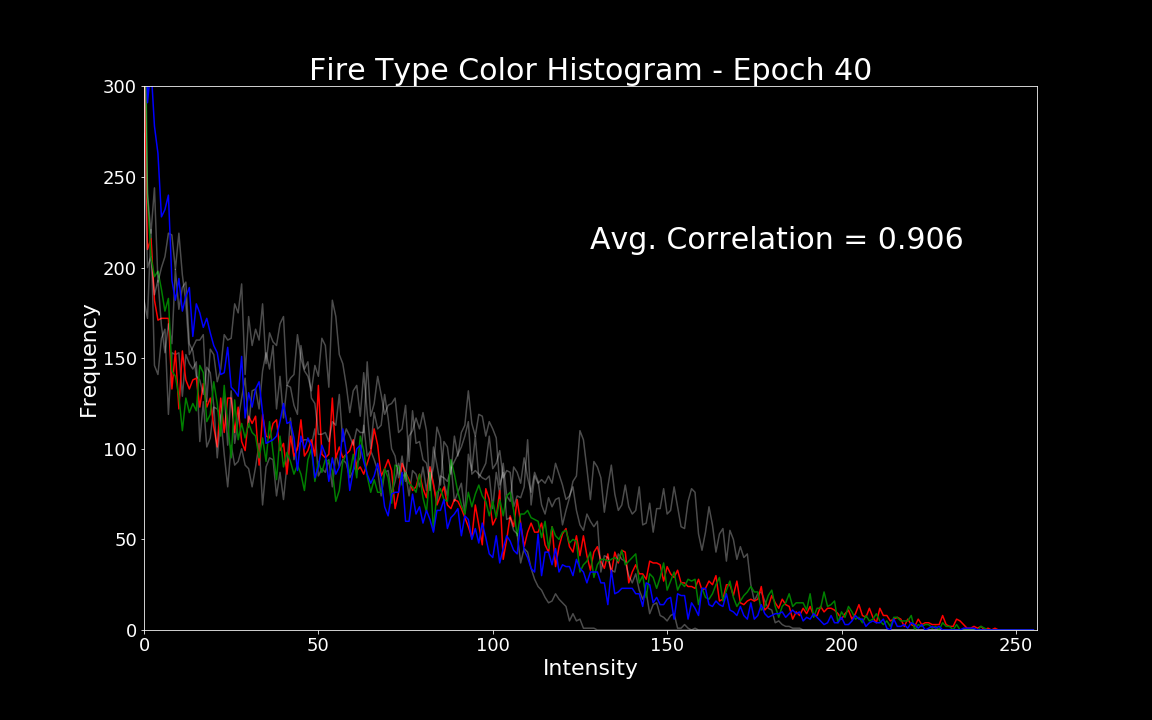 Fire Type Color Histogram - Epoch 40
300
250
200
150
100
50
0
Frequency
Avg. Correlation = 0.906
0 50 100 150 200 250
Intensity